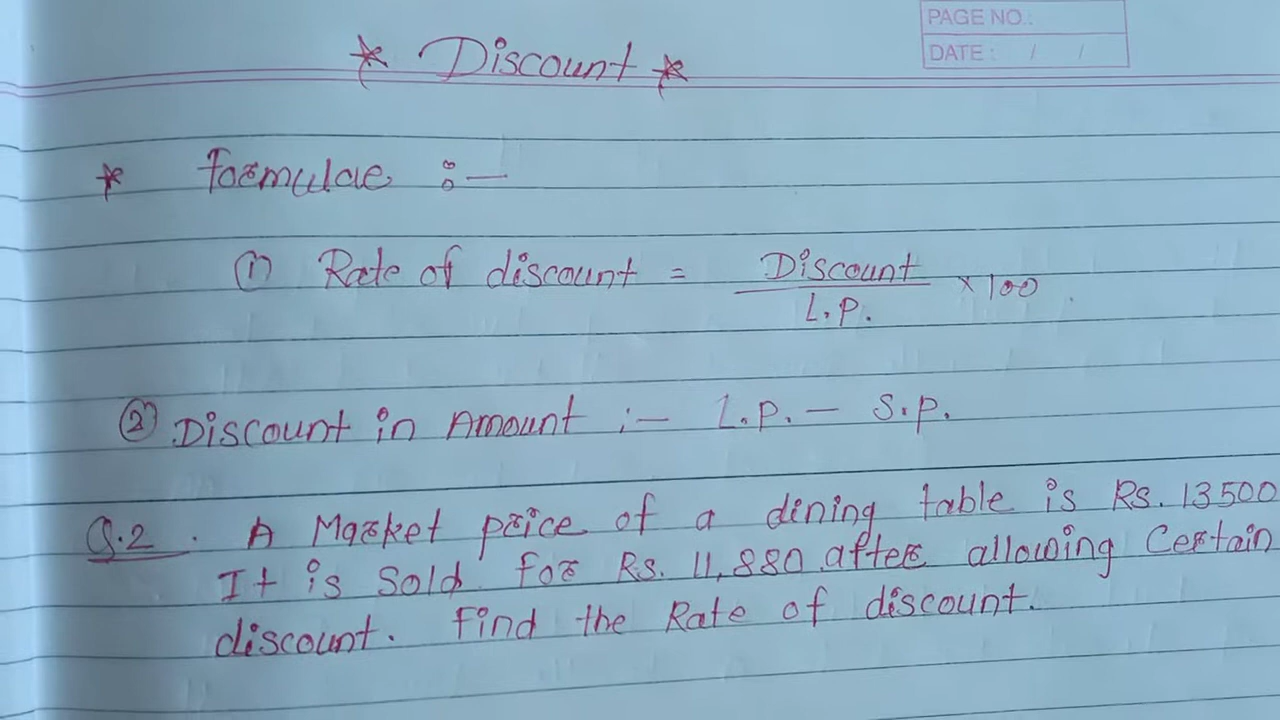 PAGE NO.:
DATE: / /
* Discount *
* Formulae :-
① Rate of discount = Discount / L.P. × 100
② Discount in Amount :- L.P. - S.P.
Q.2. A Market price of a dining table is Rs. 13500
It is Sold for Rs. 11,880 after allowing Certain
discount. Find the Rate of discount.